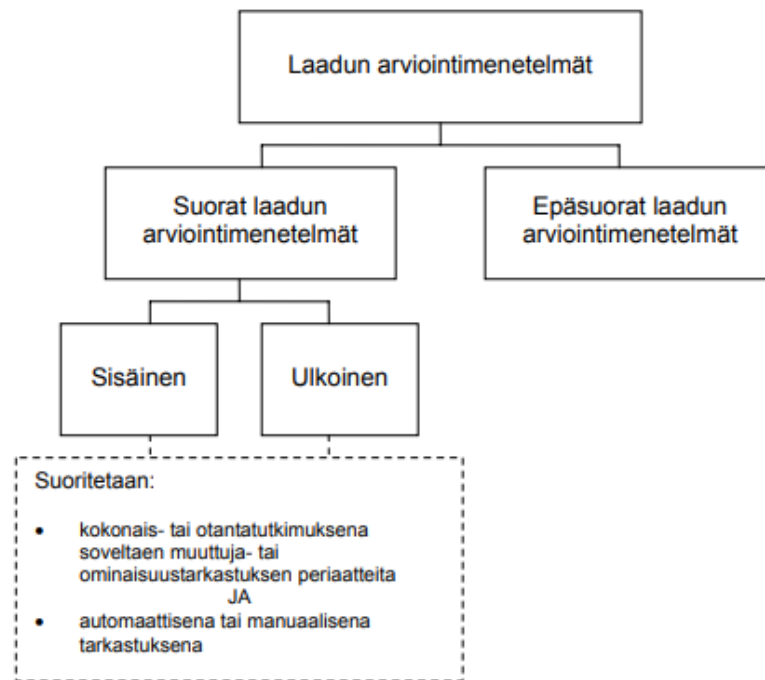 Laadun arviointimenetelmät
Suorat laadun
arviointimenetelmät
Epäsuorat laadun
arviointimenetelmät
Sisäinen
Ulkoinen
Suoritetaan:
• kokonais- tai otantatutkimuksena
soveltaen muuttuja- tai
ominaisuustarkastuksen periaatteita
JA
• automaattisena tai manuaalisena
tarkastuksena